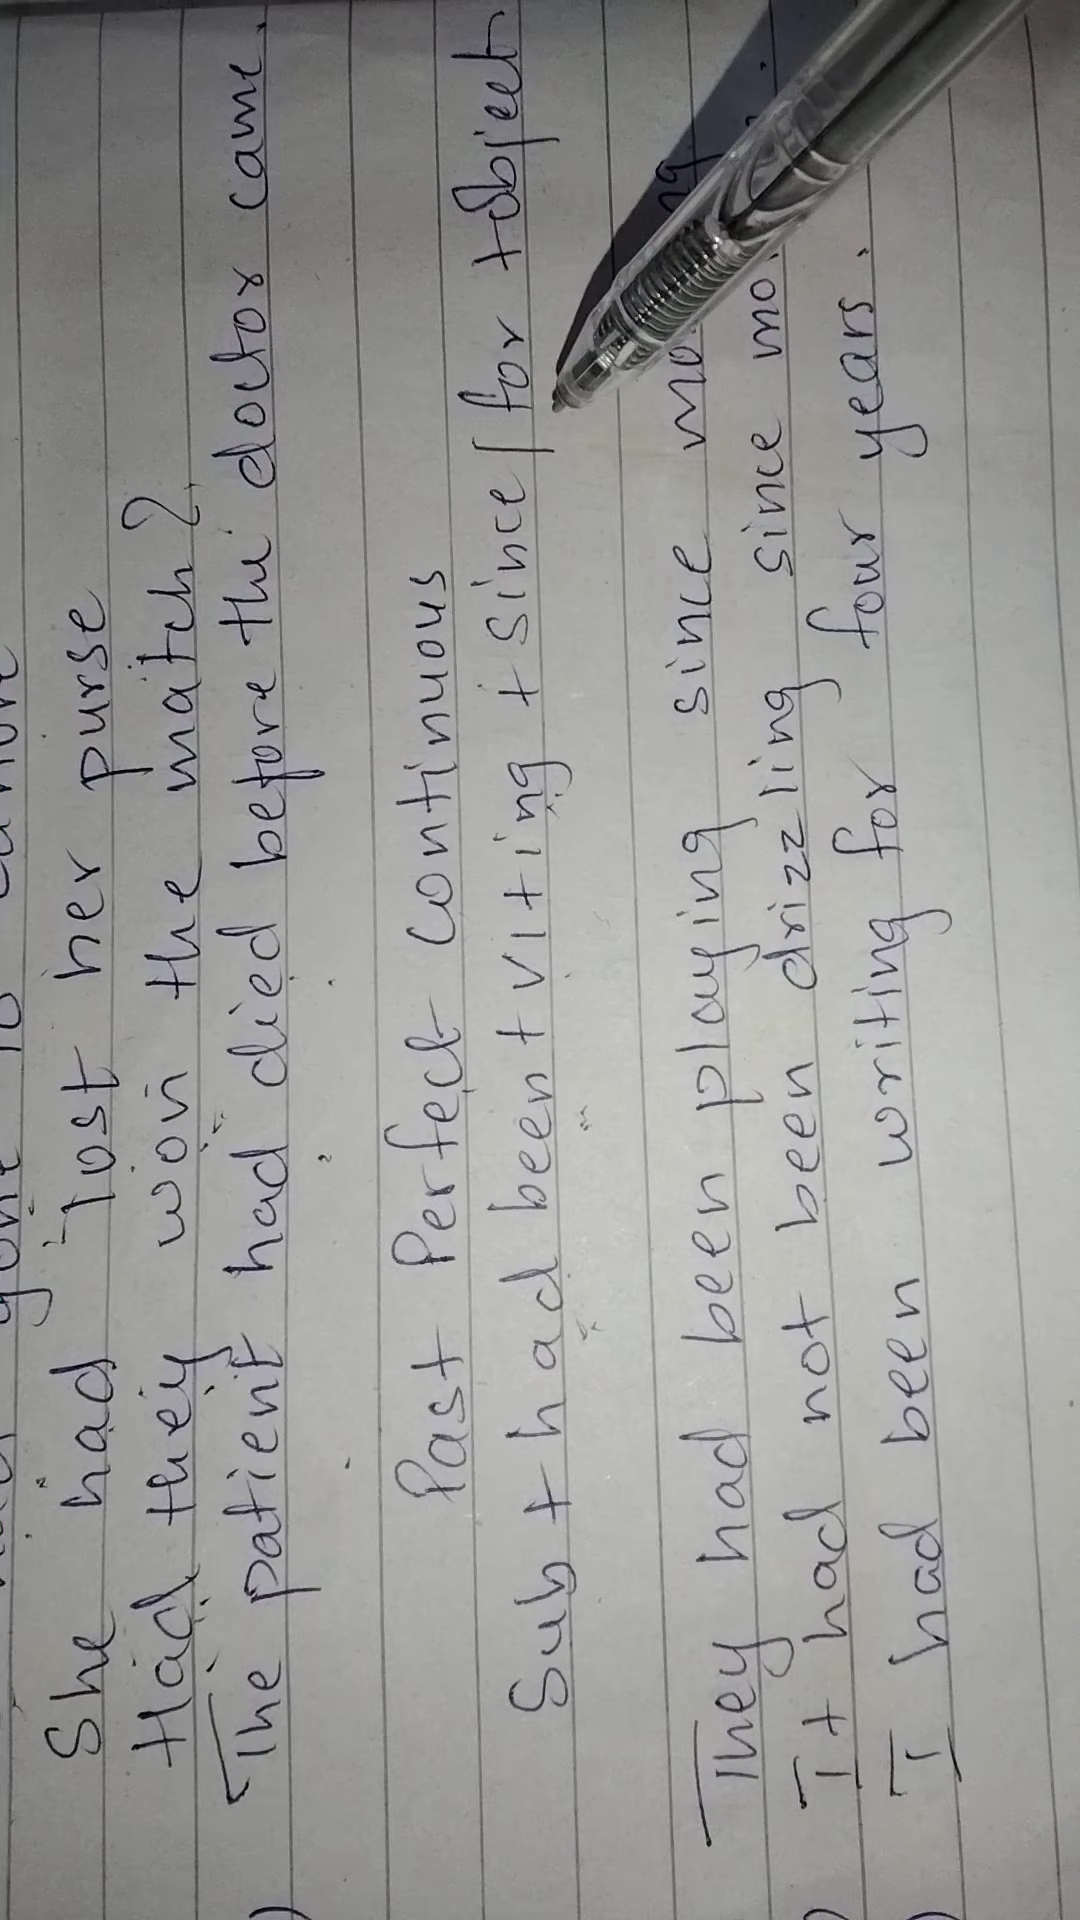 She had lost her purse
Had they won the match?
The patient had died before the doctor came.
Past Perfect Continuous
Sub + had been + v1 + ing + since/for + object
They had been playing since
It had not been drizzling since
I had been writing for four years.